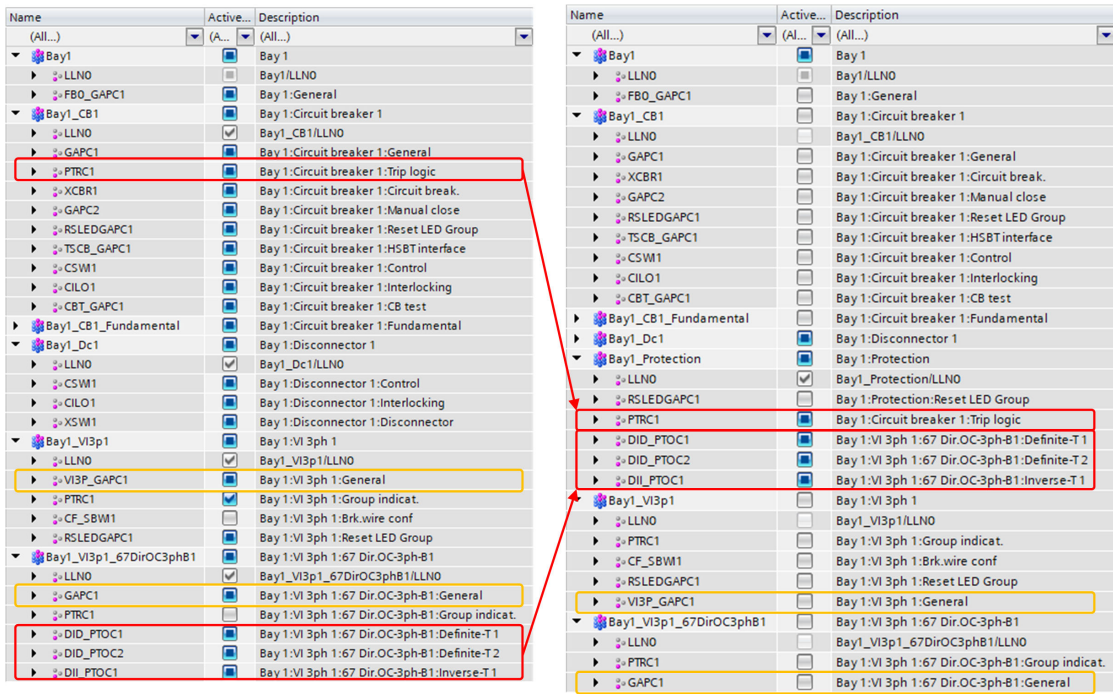 Name Active... Description
(All...) (A... (All...)
Bay1 Bay 1
LLN0 Bay1/LLN0
FB0_GAPC1 Bay 1:General
Bay1_CB1 Bay 1:Circuit breaker 1
LLN0 Bay1_CB1/LLN0
GAPC1 Bay 1:Circuit breaker 1:General
PTRC1 Bay 1:Circuit breaker 1:Trip logic
XCBR1 Bay 1:Circuit breaker 1:Circuit break.
GAPC2 Bay 1:Circuit breaker 1:Manual close
RSLEDGAPC1 Bay 1:Circuit breaker 1:Reset LED Group
TSCB_GAPC1 Bay 1:Circuit breaker 1:HSBT interface
CSWI1 Bay 1:Circuit breaker 1:Control
CILO1 Bay 1:Circuit breaker 1:Interlocking
CBT_GAPC1 Bay 1:Circuit breaker 1:CB test
Bay1_CB1_Fundamental Bay 1:Circuit breaker 1:Fundamental
Bay1_Dc1 Bay 1:Disconnector 1
LLN0 Bay1_Dc1/LLN0
CSWI1 Bay 1:Disconnector 1:Control
CILO1 Bay 1:Disconnector 1:Interlocking
XSWI1 Bay 1:Disconnector 1:Disconnector
Bay1_VI3p1 Bay 1:VI 3ph 1
LLN0 Bay1_VI3p1/LLN0
VI3P_GAPC1 Bay 1:VI 3ph 1:General
PTRC1 Bay 1:VI 3ph 1:Group indicat.
CF_SBWI1 Bay 1:VI 3ph 1:Brk.wire conf
RSLEDGAPC1 Bay 1:VI 3ph 1:Reset LED Group
Bay1_VI3p1_67DirOC3phB1 Bay 1:VI 3ph 1:67 Dir.OC-3ph-B1
LLN0 Bay1_VI3p1_67DirOC3phB1/LLN0
GAPC1 Bay 1:VI 3ph 1:67 Dir.OC-3ph-B1:General
PTRC1 Bay 1:VI 3ph 1:67 Dir.OC-3ph-B1:Group indicat.
DID_PTOC1 Bay 1:VI 3ph 1:67 Dir.OC-3ph-B1:Definite-T 1
DID_PTOC2 Bay 1:VI 3ph 1:67 Dir.OC-3ph-B1:Definite-T 2
DII_PTOC1 Bay 1:VI 3ph 1:67 Dir.OC-3ph-B1:Inverse-T 1
Name Active... Description
(All...) (Al... (All...)
Bay1 Bay 1
LLN0 Bay1/LLN0
FB0_GAPC1 Bay 1:General
Bay1_CB1 Bay 1:Circuit breaker 1
LLN0 Bay1_CB1/LLN0
GAPC1 Bay 1:Circuit breaker 1:General
XCBR1 Bay 1:Circuit breaker 1:Circuit break.
GAPC2 Bay 1:Circuit breaker 1:Manual close
RSLEDGAPC1 Bay 1:Circuit breaker 1:Reset LED Group
TSCB_GAPC1 Bay 1:Circuit breaker 1:HSBT interface
CSWI1 Bay 1:Circuit breaker 1:Control
CILO1 Bay 1:Circuit breaker 1:Interlocking
CBT_GAPC1 Bay 1:Circuit breaker 1:CB test
Bay1_CB1_Fundamental Bay 1:Circuit breaker 1:Fundamental
Bay1_Dc1 Bay 1:Disconnector 1
Bay1_Protection Bay 1:Protection
LLN0 Bay1_Protection/LLN0
RSLEDGAPC1 Bay 1:Protection:Reset LED Group
PTRC1 Bay 1:Circuit breaker 1:Trip logic
DID_PTOC1 Bay 1:VI 3ph 1:67 Dir.OC-3ph-B1:Definite-T 1
DID_PTOC2 Bay 1:VI 3ph 1:67 Dir.OC-3ph-B1:Definite-T 2
DII_PTOC1 Bay 1:VI 3ph 1:67 Dir.OC-3ph-B1:Inverse-T 1
Bay1_VI3p1 Bay 1:VI 3ph 1
LLN0 Bay1_VI3p1/LLN0
PTRC1 Bay 1:VI 3ph 1:Group indicat.
CF_SBWI1 Bay 1:VI 3ph 1:Brk.wire conf
RSLEDGAPC1 Bay 1:VI 3ph 1:Reset LED Group
VI3P_GAPC1 Bay 1:VI 3ph 1:General
Bay1_VI3p1_67DirOC3phB1 Bay 1:VI 3ph 1:67 Dir.OC-3ph-B1
LLN0 Bay1_VI3p1_67DirOC3phB1/LLN0
PTRC1 Bay 1:VI 3ph 1:67 Dir.OC-3ph-B1:Group indicat.
GAPC1 Bay 1:VI 3ph 1:67 Dir.OC-3ph-B1:General